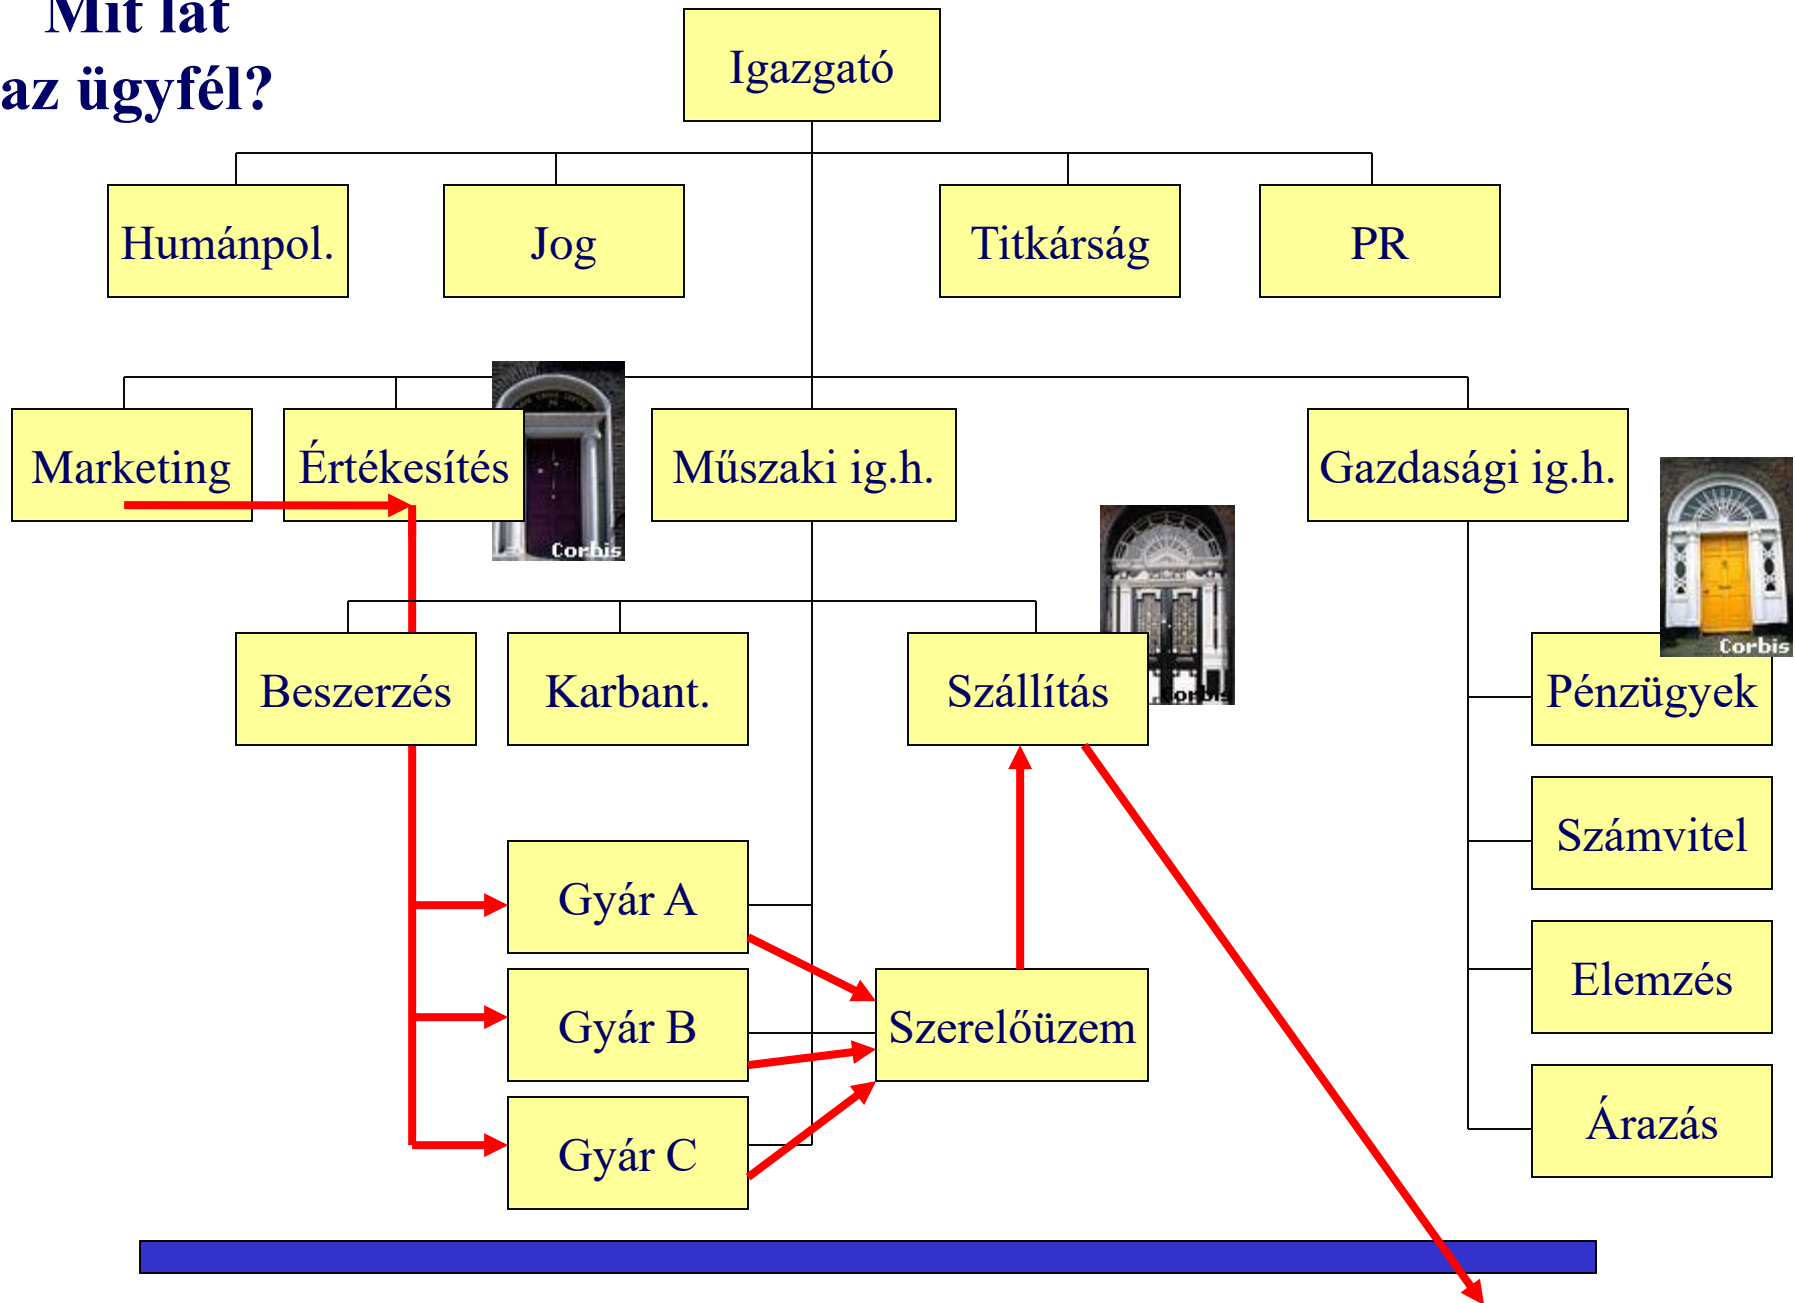 Mit lát
az ügyfél?
Igazgató
Humánpol.
Jog
Titkárság
PR
Marketing
Értékesítés
Műszaki ig.h.
Gazdasági ig.h.
Corbis
Corbis
Corbis
Beszerzés
Karbant.
Szállítás
Pénzügyek
Számvitel
Gyár A
Elemzés
Gyár B
Szerelőüzem
Árazás
Gyár C